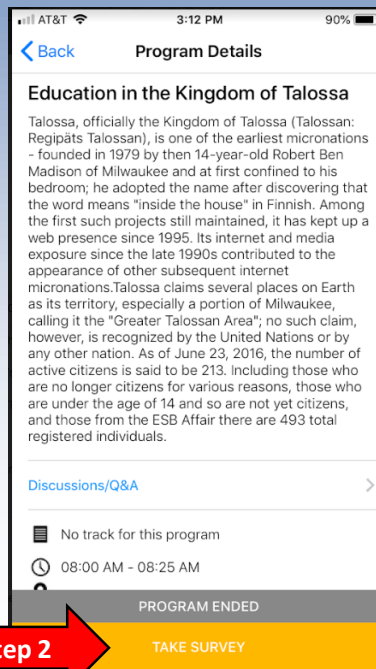 AT&T 3:12 PM 90%
Back Program Details
Education in the Kingdom of Talossa
Talossa, officially the Kingdom of Talossa (Talossan:
Regipäts Talossan), is one of the earliest micronations
- founded in 1979 by then 14-year-old Robert Ben
Madison of Milwaukee and at first confined to his
bedroom; he adopted the name after discovering that
the word means "inside the house" in Finnish. Among
the first such projects still maintained, it has kept up a
web presence since 1995. Its internet and media
exposure since the late 1990s contributed to the
appearance of other subsequent internet
micronations.Talossa claims several places on Earth
as its territory, especially a portion of Milwaukee,
calling it the "Greater Talossan Area"; no such claim,
however, is recognized by the United Nations or by
any other nation. As of June 23, 2016, the number of
active citizens is said to be 213. Including those who
are no longer citizens for various reasons, those who
are under the age of 14 and so are not yet citizens,
and those from the ESB Affair there are 493 total
registered individuals.
Discussions/Q&A
No track for this program
08:00 AM - 08:25 AM
PROGRAM ENDED
tep 2 TAKE SURVEY